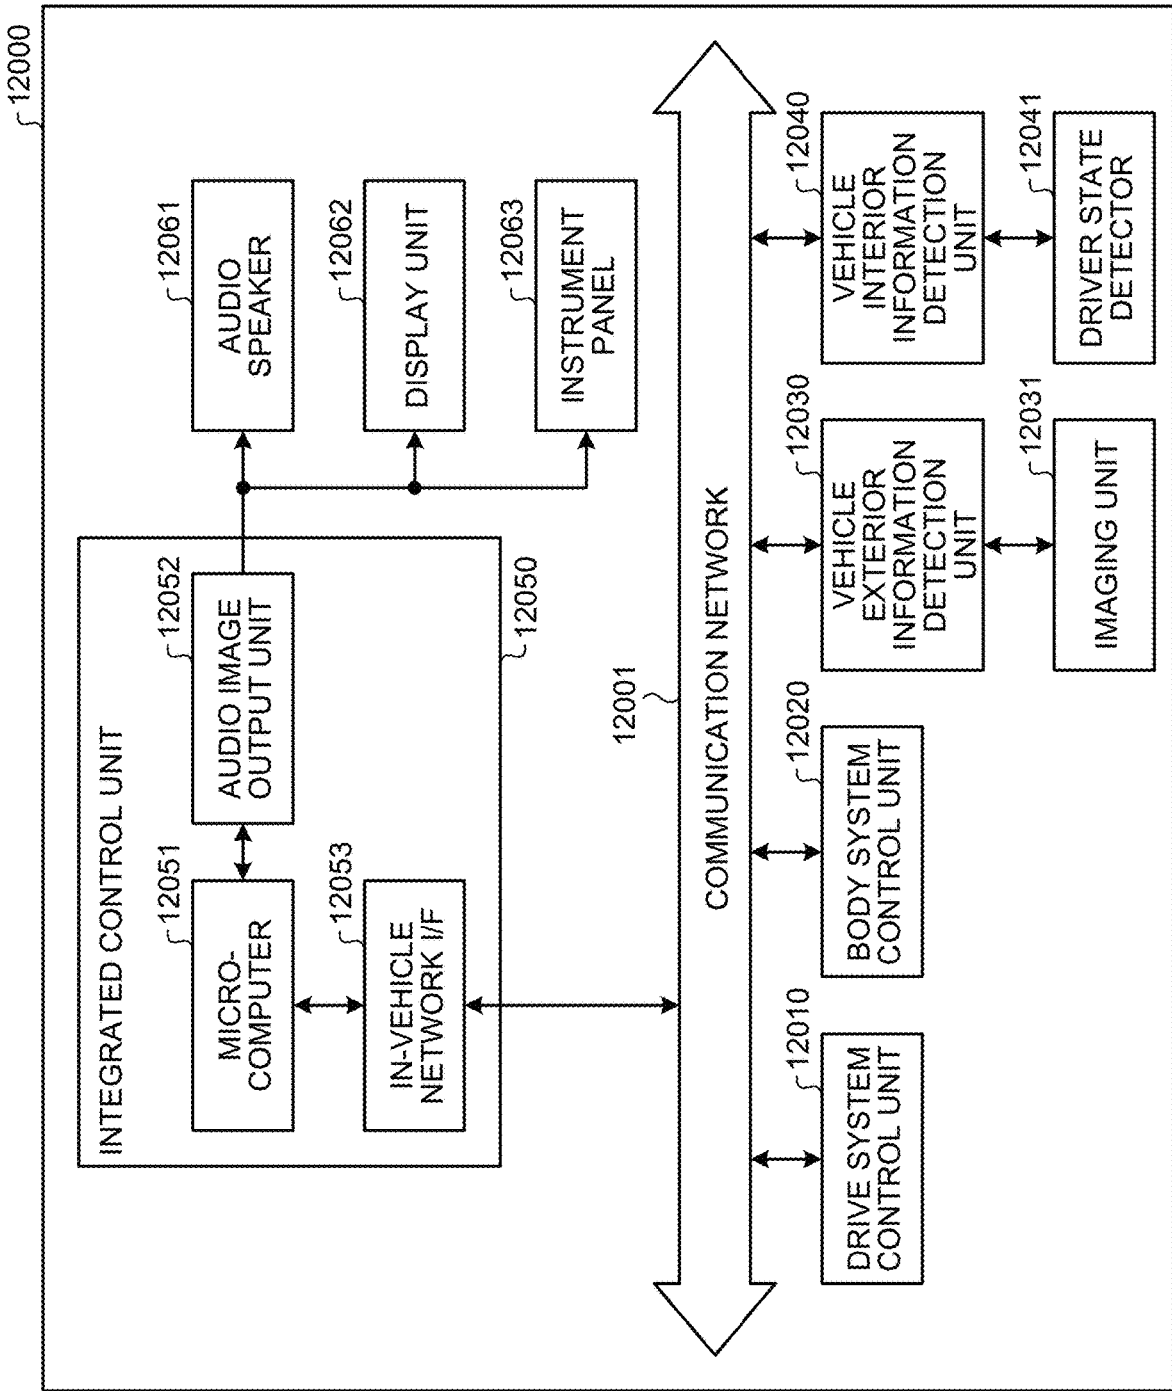 12000
INTEGRATED CONTROL UNIT
12051
MICRO-
COMPUTER
12052
AUDIO IMAGE
OUTPUT UNIT
12061
AUDIO
SPEAKER
12053
IN-VEHICLE
NETWORK I/F
12062
DISPLAY UNIT
12050
12063
INSTRUMENT
PANEL
12001
COMMUNICATION NETWORK
12010
DRIVE SYSTEM
CONTROL UNIT
12020
BODY SYSTEM
CONTROL UNIT
12030
VEHICLE
EXTERIOR
INFORMATION
DETECTION
UNIT
12040
VEHICLE
INTERIOR
INFORMATION
DETECTION
UNIT
12031
IMAGING UNIT
12041
DRIVER STATE
DETECTOR